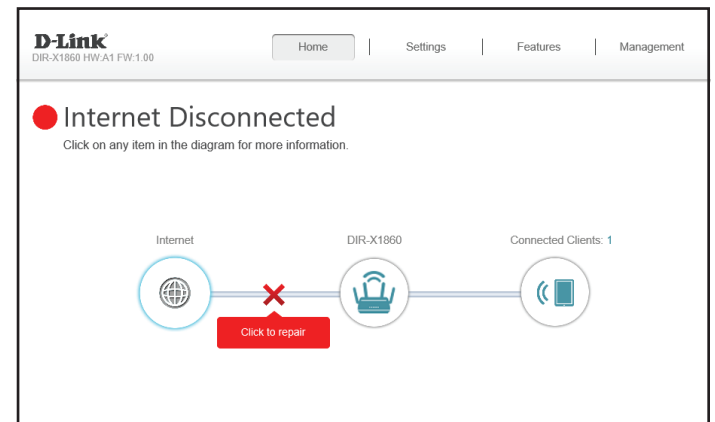 D-Link
DIR-X1860 HW:A1 FW:1.00
Home Settings Features Management
Internet Disconnected
Click on any item in the diagram for more information.
Internet DIR-X1860 Connected Clients: 1
Click to repair